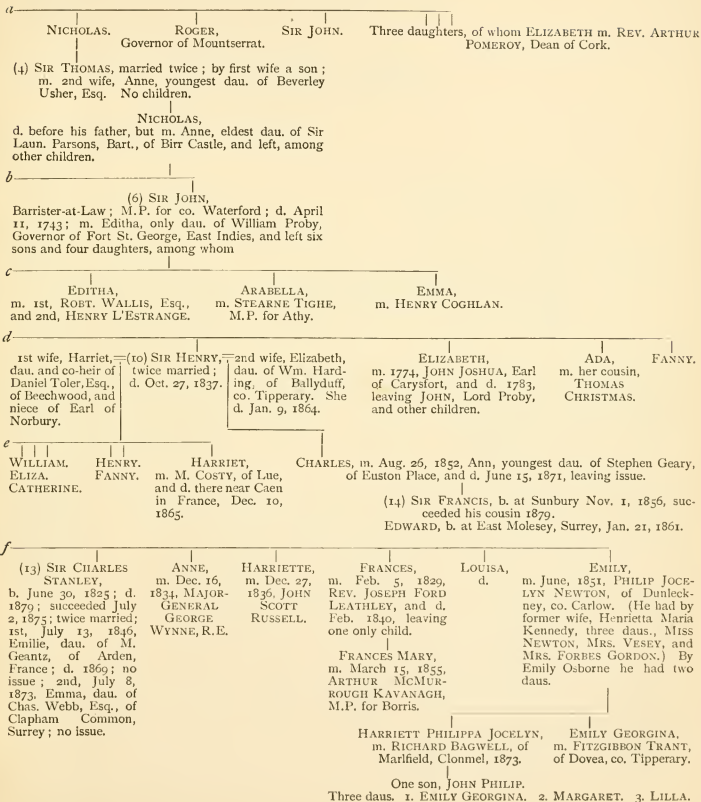 a
NICHOLAS. ROGER, SIR JOHN. Three daughters, of whom ELIZABETH m. REV. ARTHUR
Governor of Mountserrat. POMEROY, Dean of Cork.
(4) SIR THOMAS, married twice ; by first wife a son ;
m. 2nd wife, Anne, youngest dau. of Beverley
Usher, Esq. No children.
NICHOLAS,
d. before his father, but m. Anne, eldest dau. of Sir
Laun. Parsons, Bart., of Birr Castle, and left, among
other children.
b
(6) SIR JOHN,
Barrister-at-Law ; M.P. for co. Waterford ; d. April
11, 1743 ; m. Editha, only dau. of William Proby,
Governor of Fort St. George, East Indies, and left six
sons and four daughters, among whom
c
EDITHA, ARABELLA, EMMA,
m. 1st, ROBT. WALLIS, Esq., m. STEARNE TIGHE, m. HENRY COGHLAN.
and 2nd, HENRY L'ESTRANGE. M.P. for Athy.
d
1st wife, Harriet,=(10) SIR HENRY,=2nd wife, Elizabeth, ELIZABETH, ADA, FANNY.
dau. and co-heir of twice married ; dau. of Wm. Hard- m. 1774, JOHN JOSHUA, Earl m. her cousin,
Daniel Toler, Esq., d. Oct. 27, 1837. ing, of Ballyduff, of Carysfort, and d. 1783, THOMAS
of Beechwood, and co. Tipperary. She leaving JOHN, Lord Proby, CHRISTMAS.
niece of Earl of d. Jan. 9, 1864. and other children.
Norbury.
e
WILLIAM. HENRY. HARRIET, CHARLES, m. Aug. 26, 1852, Ann, youngest dau. of Stephen Geary,
ELIZA. FANNY. m. M. COSTY, of Lue, of Euston Place, and d. June 15, 1871, leaving issue.
CATHERINE. and d. there near Caen
in France, Dec. 10, (14) SIR FRANCIS, b. at Sunbury Nov. 1, 1856, suc-
1865. ceeded his cousin 1879.
EDWARD, b. at East Molesey, Surrey, Jan. 21, 1861.
f
(13) SIR CHARLES ANNE, HARRIETTE, FRANCES, LOUISA, EMILY,
STANLEY, m. Dec. 16, m. Dec. 27, m. Feb. 5, 1829, d. m. June, 1851, PHILIP JOCE-
b. June 30, 1825 ; d. 1834, MAJOR- 1836, JOHN REV. JOSEPH FORD LYN NEWTON, of Dunleck-
1879 ; succeeded July GENERAL SCOTT LEATHLEY, and d. ney, co. Carlow. (He had by
2, 1875 ; twice married; GEORGE RUSSELL. Feb. 1840, leaving former wife, Henrietta Maria
1st, July 13, 1846, WYNNE, R.E. one only child. Kennedy, three daus., MISS
Emilie, dau. of M. NEWTON, MRS. VESEY, and
Geantz, of Arden, FRANCES MARY, MRS. FORBES GORDON.) By
France ; d. 1869 ; no m. March 15, 1855, Emily Osborne he had two
issue ; 2nd, July 8, ARTHUR MCMUR- daus.
1873, Emma, dau. of ROUGH KAVANAGH,
Chas. Webb, Esq., of M.P. for Borris.
Clapham Common,
Surrey ; no issue.
HARRIETT PHILIPPA JOCELYN, EMILY GEORGINA,
m. RICHARD BAGWELL, of m. FITZGIBBON TRANT,
Marlfield, Clonmel, 1873. of Dovea, co. Tipperary.
One son, JOHN PHILIP.
Three daus. 1. EMILY GEORGINA. 2. MARGARET. 3. LILLA.